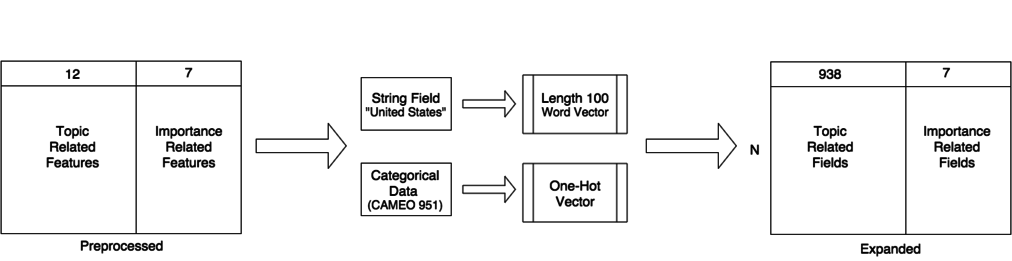 12
7
Topic
Related
Features
Importance
Related
Features
Preprocessed
String Field
"United States"
Length 100
Word Vector
Categorical
Data
(CAMEO 951)
One-Hot
Vector
N
938
7
Topic
Related
Fields
Importance
Related
Fields
Expanded